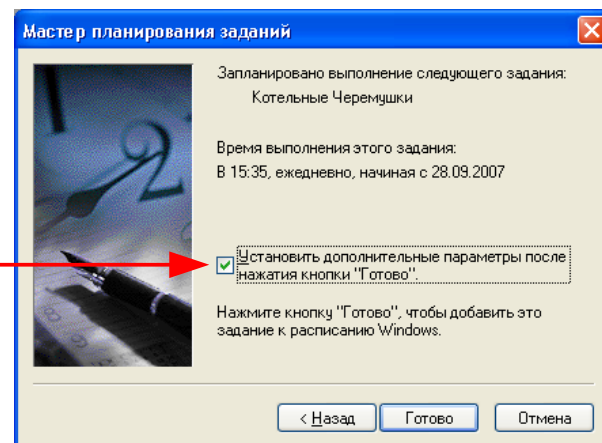 Мастер планирования заданий
Запланировано выполнение следующего задания:
Котельные Черемушки
Время выполнения этого задания:
В 15:35, ежедневно, начиная с 28.09.2007
Установить дополнительные параметры после
нажатия кнопки "Готово".
Нажмите кнопку "Готово", чтобы добавить это
задание к расписанию Windows.
< Назад Готово Отмена